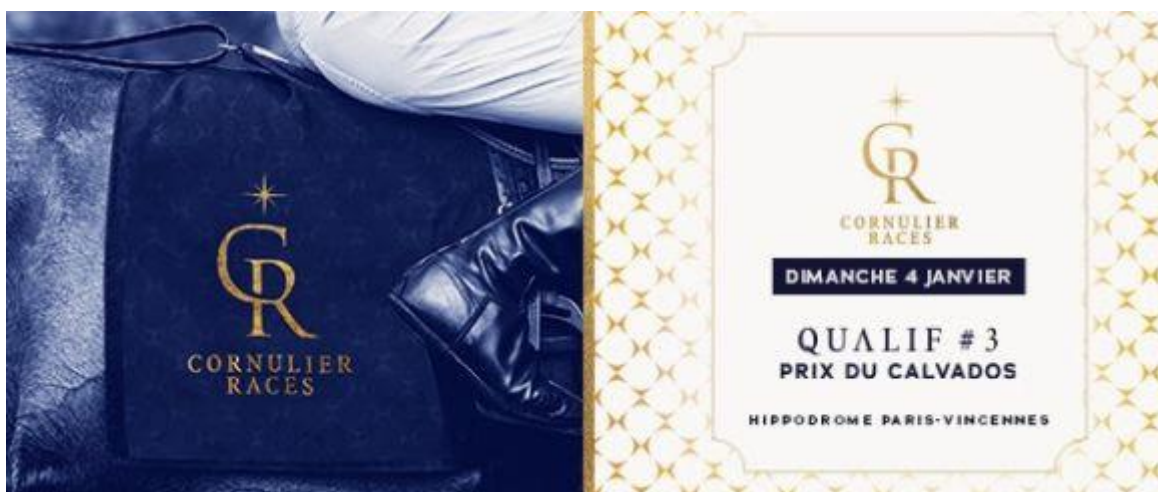 CR
CORNULIER
RACES
CR
CORNULIER
RACES
DIMANCHE 4 JANVIER
QUALIF #3
PRIX DU CALVADOS
HIPPODROME PARIS-VINCENNES